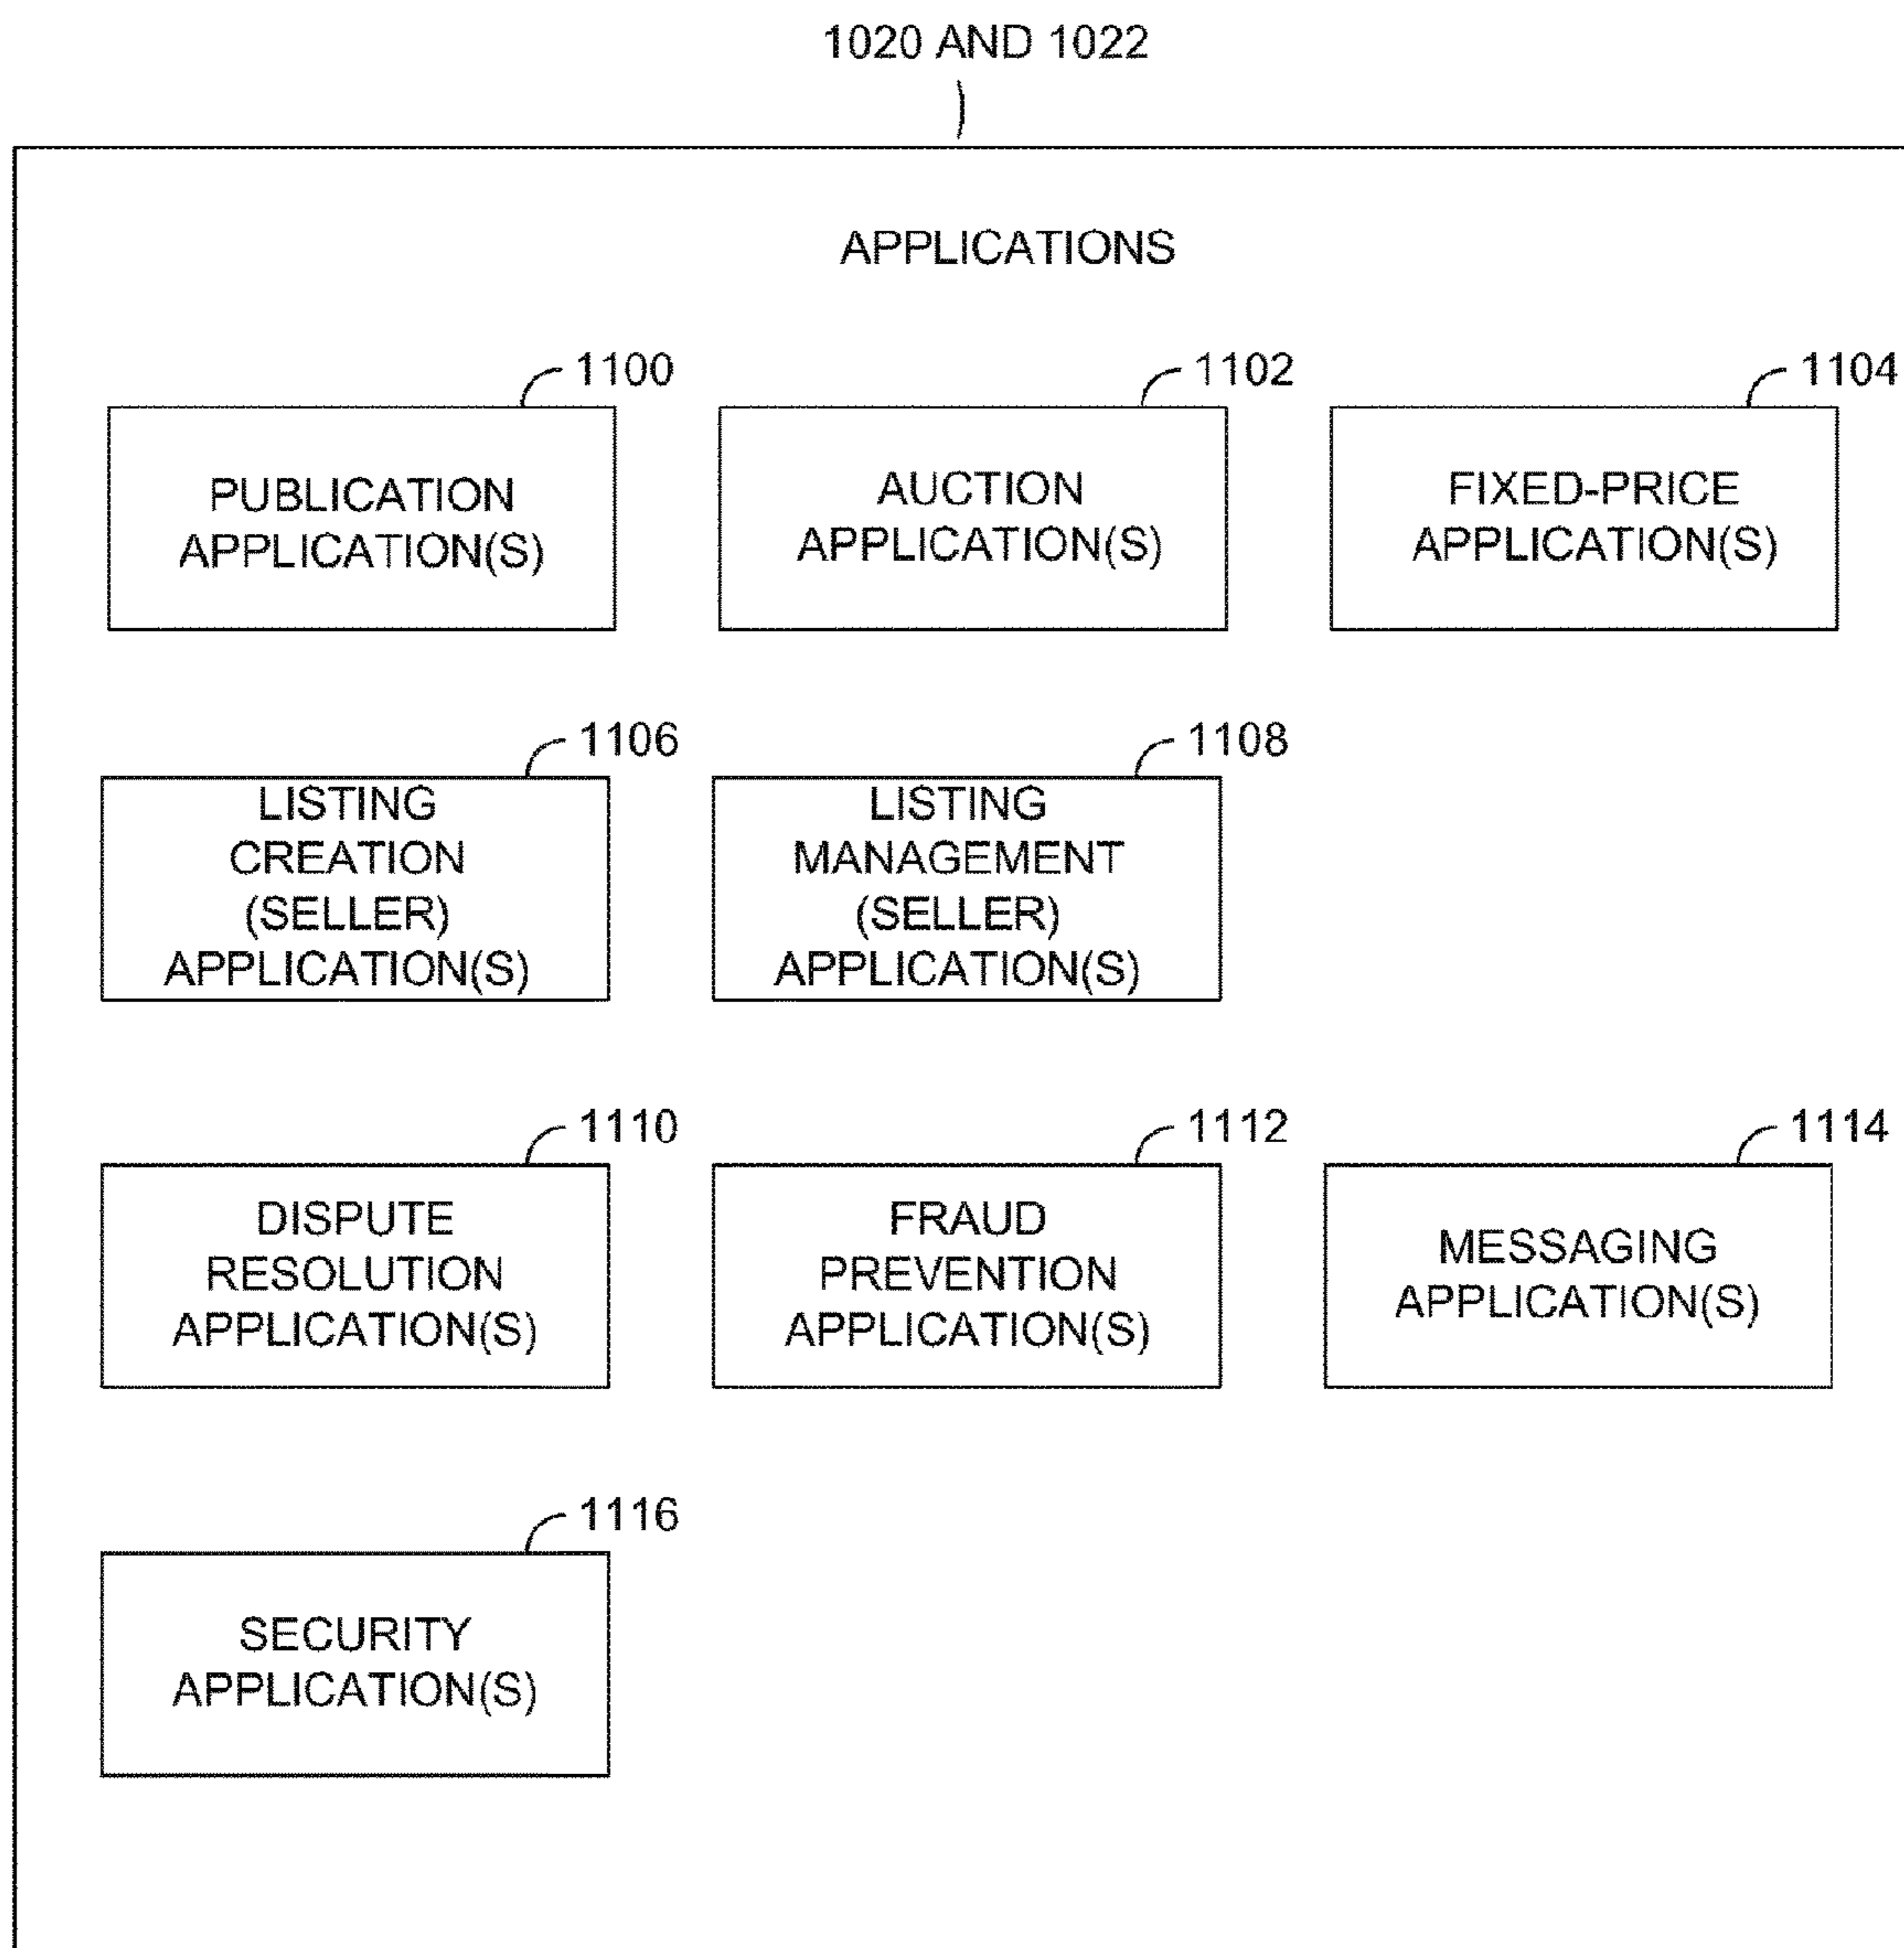 1020 AND 1022
APPLICATIONS
1100
PUBLICATION
APPLICATION(S)
1102
AUCTION
APPLICATION(S)
1104
FIXED-PRICE
APPLICATION(S)
1106
LISTING
CREATION
(SELLER)
APPLICATION(S)
1108
LISTING
MANAGEMENT
(SELLER)
APPLICATION(S)
1110
DISPUTE
RESOLUTION
APPLICATION(S)
1112
FRAUD
PREVENTION
APPLICATION(S)
1114
MESSAGING
APPLICATION(S)
1116
SECURITY
APPLICATION(S)